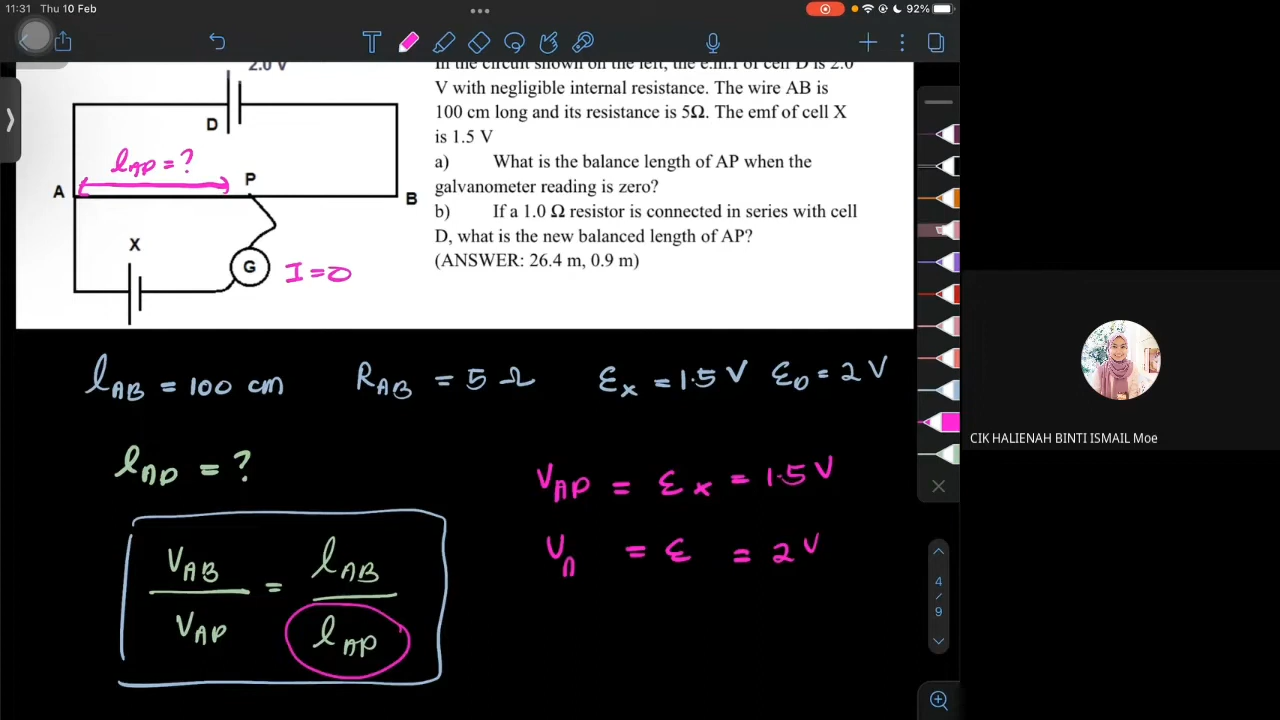 11:31 Thu 10 Feb
92%
2.0 V
D
l_AP = ?
A
P
B
X
G
I = 0
In the circuit shown on the left, the e.m.f of cell D is 2.0
V with negligible internal resistance. The wire AB is
100 cm long and its resistance is 5Ω. The emf of cell X
is 1.5 V
a) What is the balance length of AP when the
galvanometer reading is zero?
b) If a 1.0 Ω resistor is connected in series with cell
D, what is the new balanced length of AP?
(ANSWER: 26.4 m, 0.9 m)
l_AB = 100 cm R_AB = 5 Ω ε_x = 1.5 V ε_D = 2 V
l_AP = ?
V_AB / V_AP = l_AB / l_AP
V_AP = ε_x = 1.5 V
V_A = ε = 2 V
4
/
9
CIK HALIENAH BINTI ISMAIL Moe